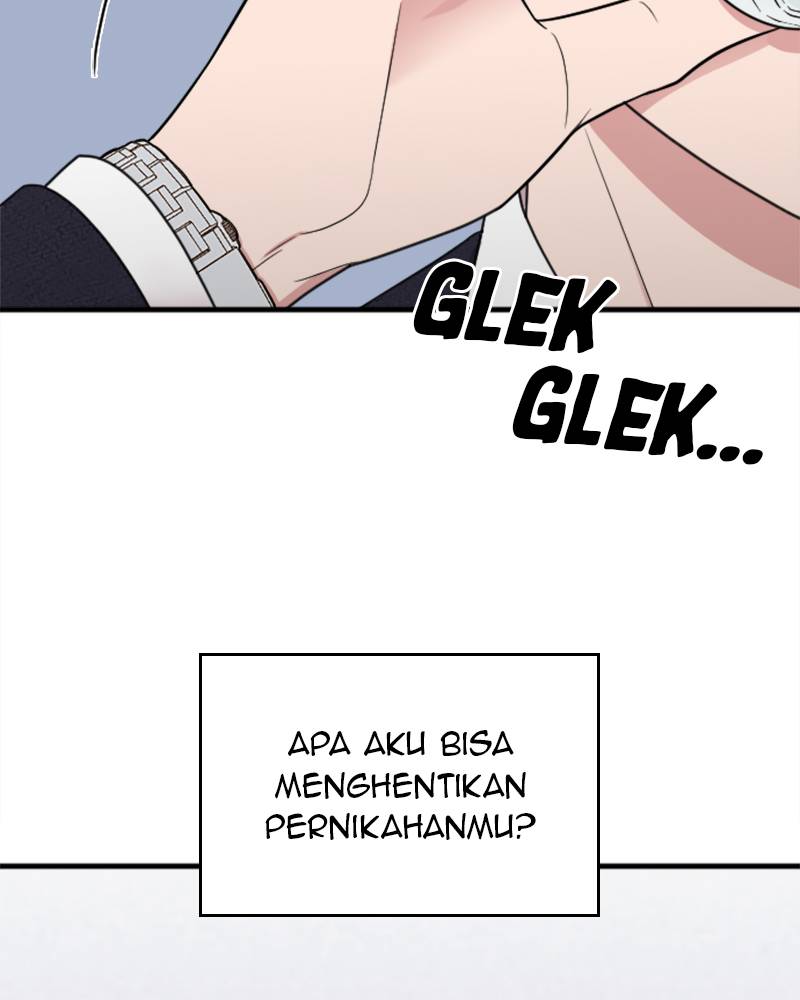 GLEK
GLEK...
APA AKU BISA
MENGHENTIKAN
PERNIKAHANMU?